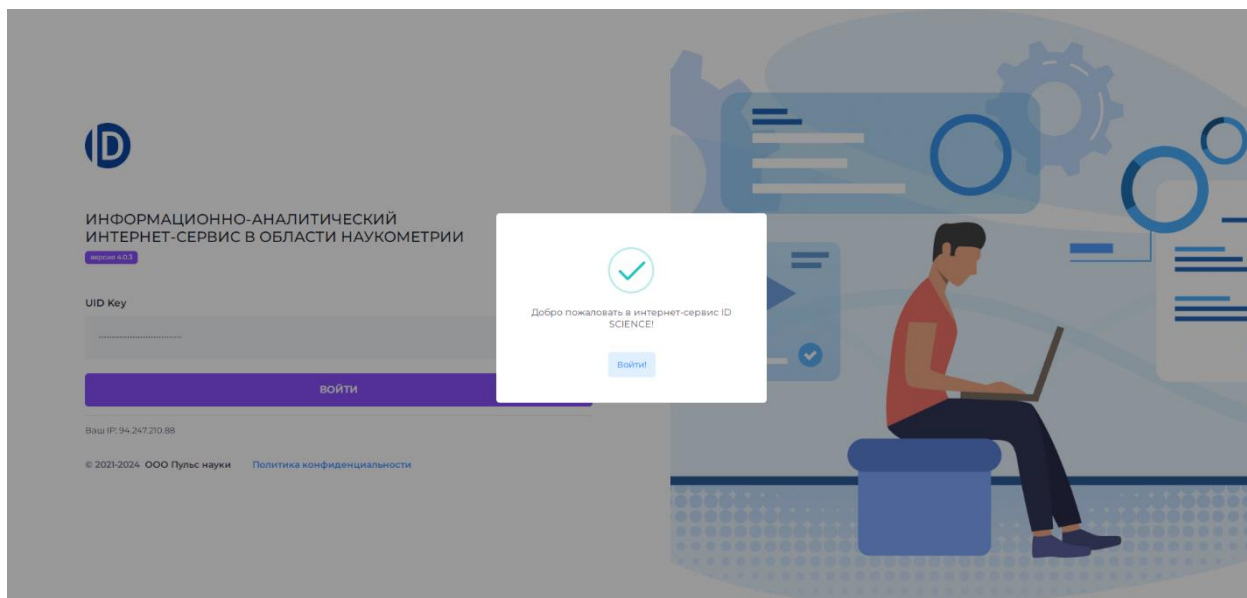 ID
ИНФОРМАЦИОННО-АНАЛИТИЧЕСКИЙ
ИНТЕРНЕТ-СЕРВИС В ОБЛАСТИ НАУКОМЕТРИИ
версия 4.0.3
UID Key
ВОЙТИ
Ваш IP: 94.247.210.88
© 2021-2024 ООО Пульс науки Политика конфиденциальности
Добро пожаловать в интернет-сервис ID
SCIENCE!
Войти!